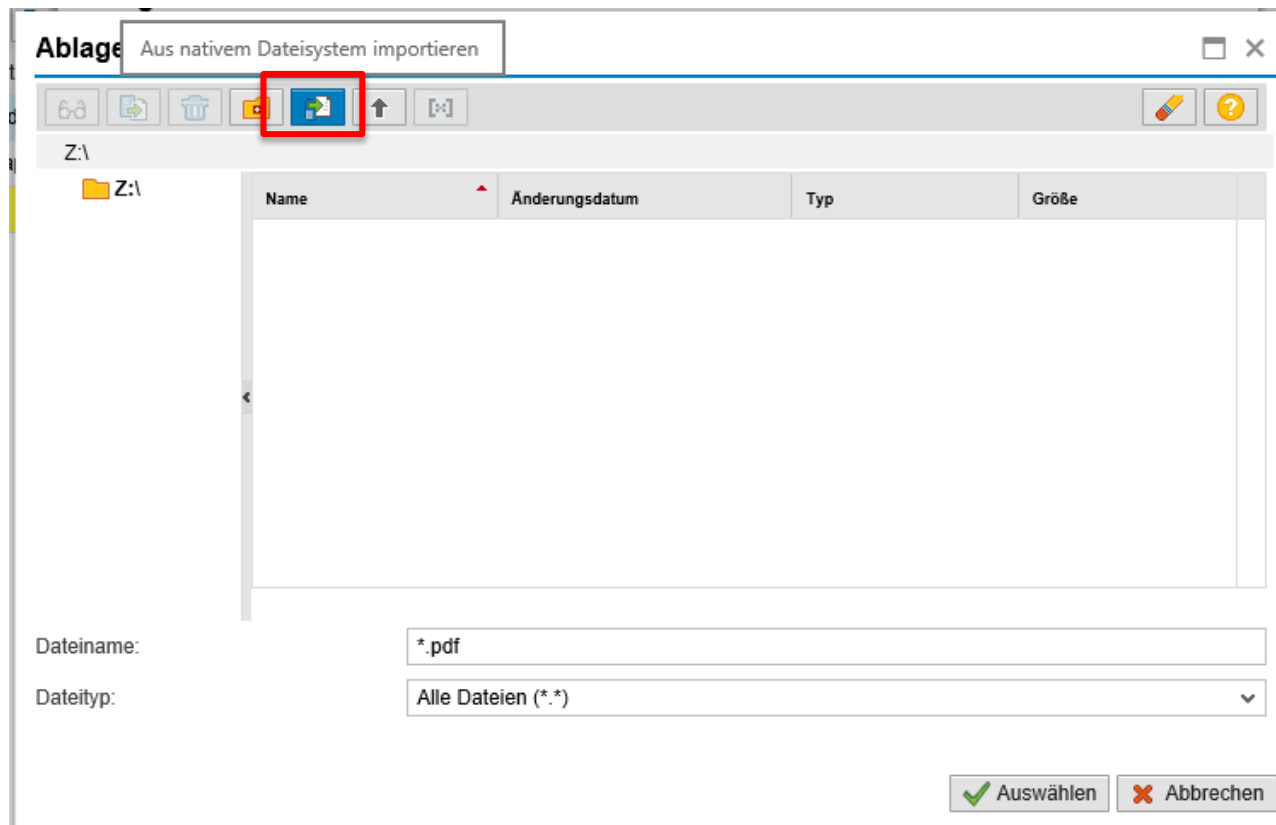 Ablage
Aus nativem Dateisystem importieren
Z:\
Z:\
Name
Änderungsdatum
Typ
Größe
Dateiname:
*.pdf
Dateityp:
Alle Dateien (*.*)
Auswählen
Abbrechen